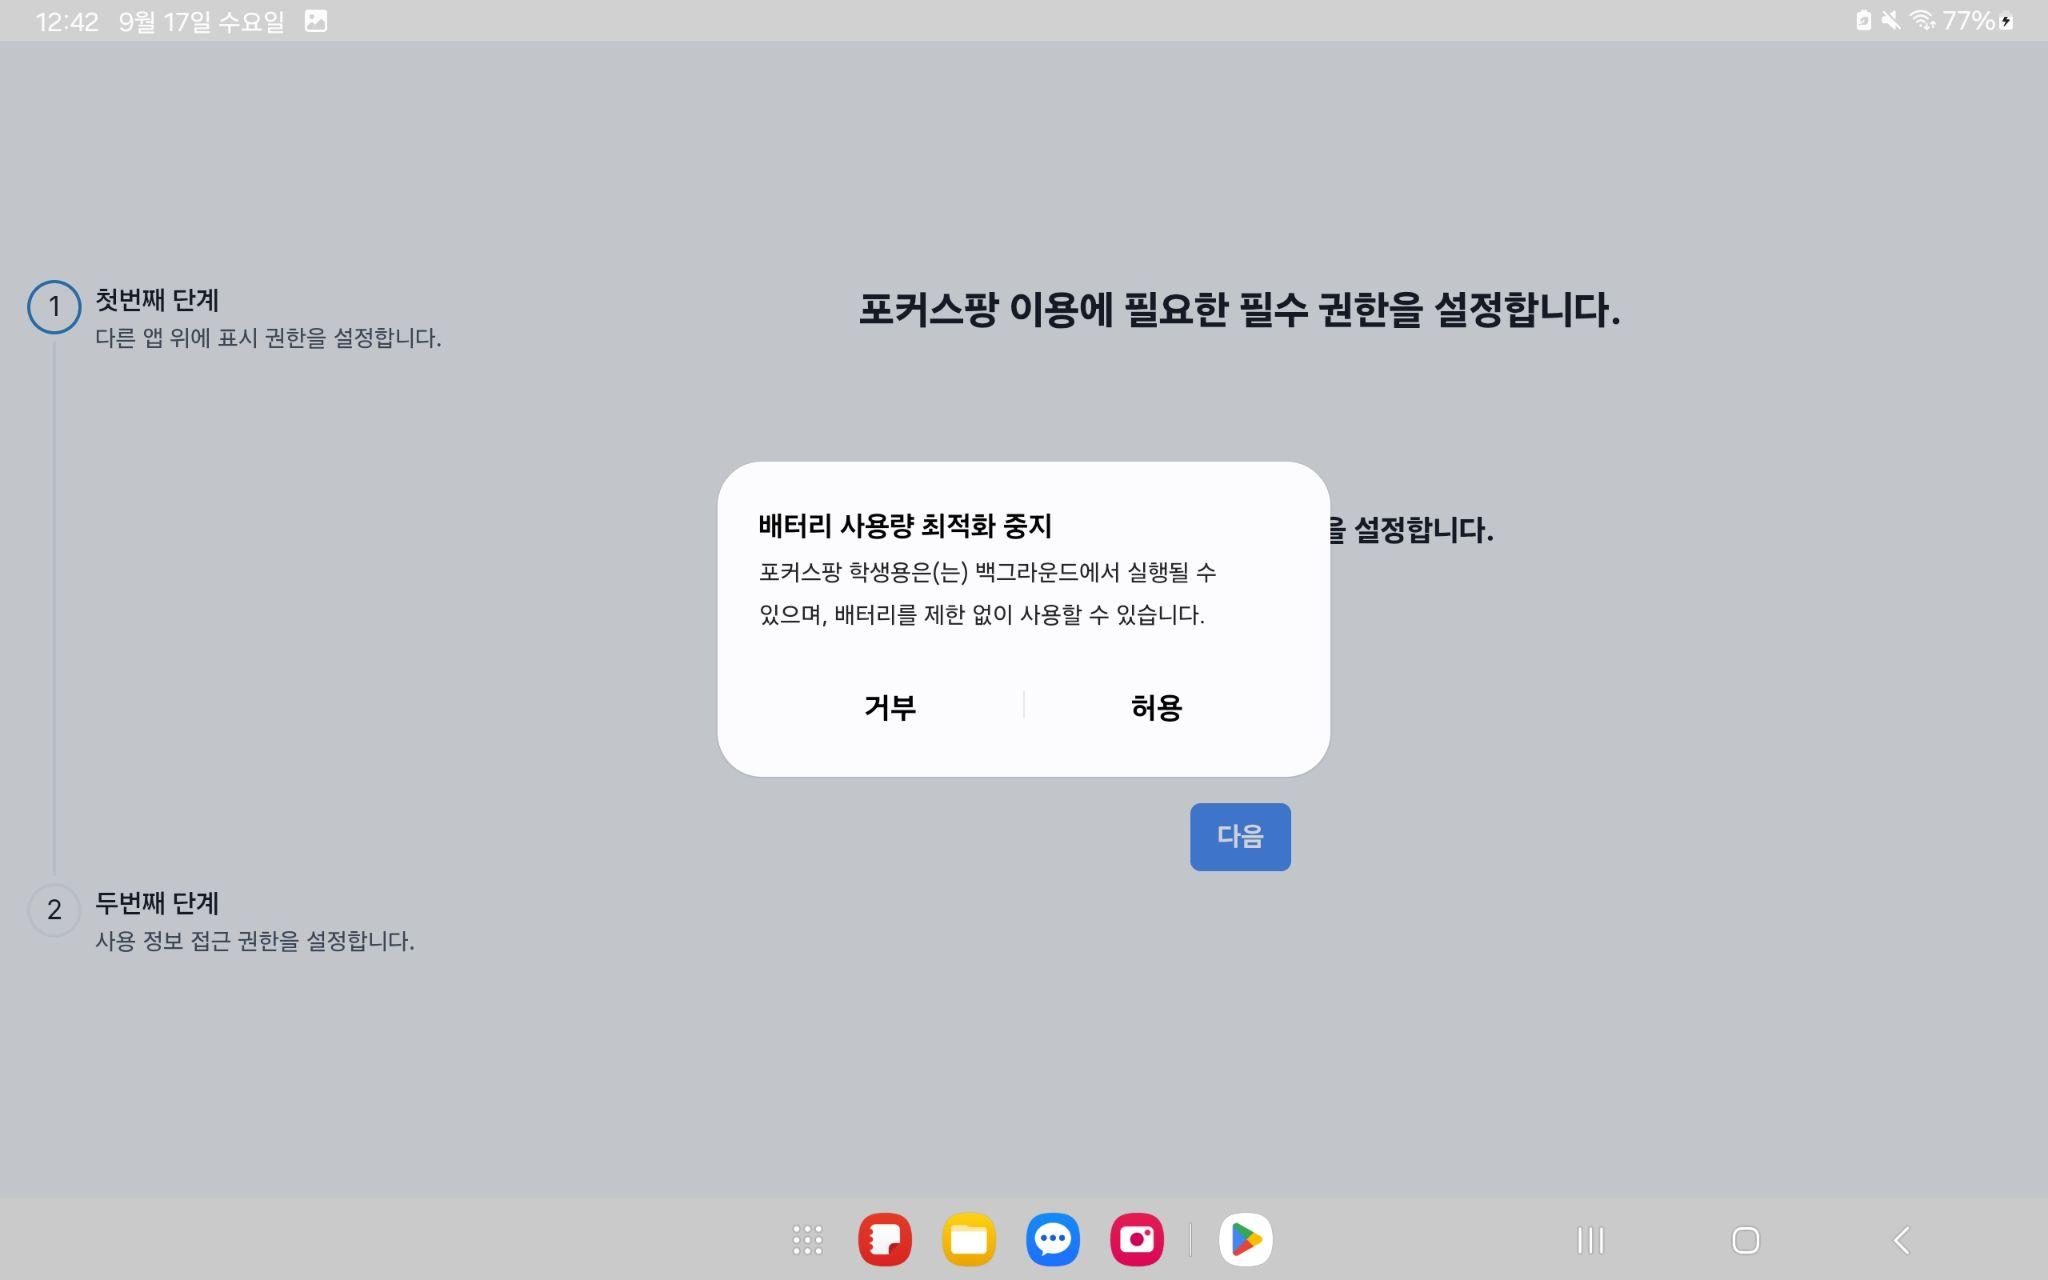 12:42 9월 17일 수요일
77%
1
첫번째 단계
다른 앱 위에 표시 권한을 설정합니다.
포커스팡 이용에 필요한 필수 권한을 설정합니다.
을 설정합니다.
배터리 사용량 최적화 중지
포커스팡 학생용은(는) 백그라운드에서 실행될 수
있으며, 배터리를 제한 없이 사용할 수 있습니다.
거부
허용
다음
2
두번째 단계
사용 정보 접근 권한을 설정합니다.